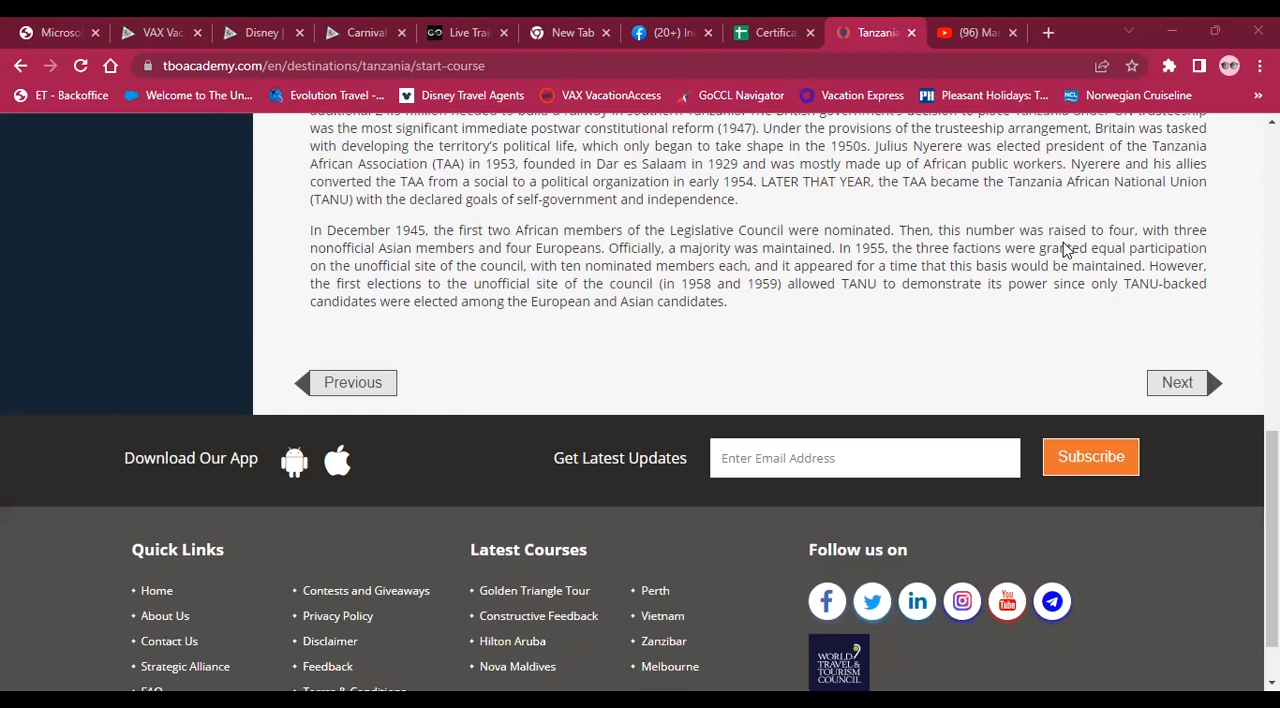 Microso
VAX Vac
Disney |
Carnival
Live Trai
New Tab
(20+) In
Certifica
Tanzania
(96) Ma
tboacademy.com/en/destinations/tanzania/start-course
ET - Backoffice
Welcome to The Un...
Evolution Travel -...
Disney Travel Agents
VAX VacationAccess
GoCCL Navigator
Vacation Express
Pleasant Holidays: T...
Norwegian Cruiseline
»
was the most significant immediate postwar constitutional reform (1947). Under the provisions of the trusteeship arrangement, Britain was tasked
with developing the territory's political life, which only began to take shape in the 1950s. Julius Nyerere was elected president of the Tanzania
African Association (TAA) in 1953, founded in Dar es Salaam in 1929 and was mostly made up of African public workers. Nyerere and his allies
converted the TAA from a social to a political organization in early 1954. LATER THAT YEAR, the TAA became the Tanzania African National Union
(TANU) with the declared goals of self-government and independence.
In December 1945, the first two African members of the Legislative Council were nominated. Then, this number was raised to four, with three
nonofficial Asian members and four Europeans. Officially, a majority was maintained. In 1955, the three factions were granted equal participation
on the unofficial site of the council, with ten nominated members each, and it appeared for a time that this basis would be maintained. However,
the first elections to the unofficial site of the council (in 1958 and 1959) allowed TANU to demonstrate its power since only TANU-backed
candidates were elected among the European and Asian candidates.
Previous
Next
Download Our App
Get Latest Updates
Enter Email Address
Subscribe
Quick Links
Latest Courses
Follow us on
Home
Contests and Giveaways
Golden Triangle Tour
Perth
About Us
Privacy Policy
Constructive Feedback
Vietnam
Contact Us
Disclaimer
Hilton Aruba
Zanzibar
Strategic Alliance
Feedback
Nova Maldives
Melbourne
FAQ
Terms & Conditions
You
Tube
WORLD
TRAVEL &
TOURISM
COUNCIL